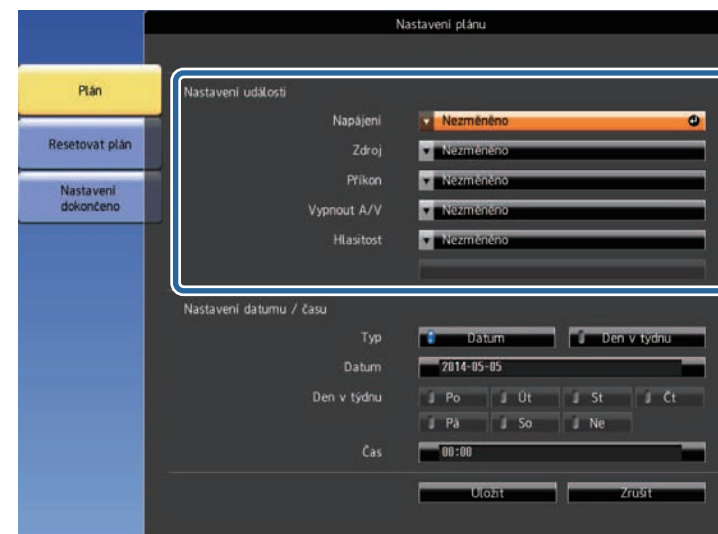 Nastavení plánu
Plán
Resetovat plán
Nastavení
dokončeno
Nastavení události
Napájení Nezměněno
Zdroj Nezměněno
Příkon Nezměněno
Vypnout A/V Nezměněno
Hlasitost Nezměněno
Nastavení datumu / času
Typ Datum Den v týdnu
Datum 2014-05-05
Den v týdnu Po Út St Čt
Pá So Ne
Čas 00:00
Uložit Zrušit